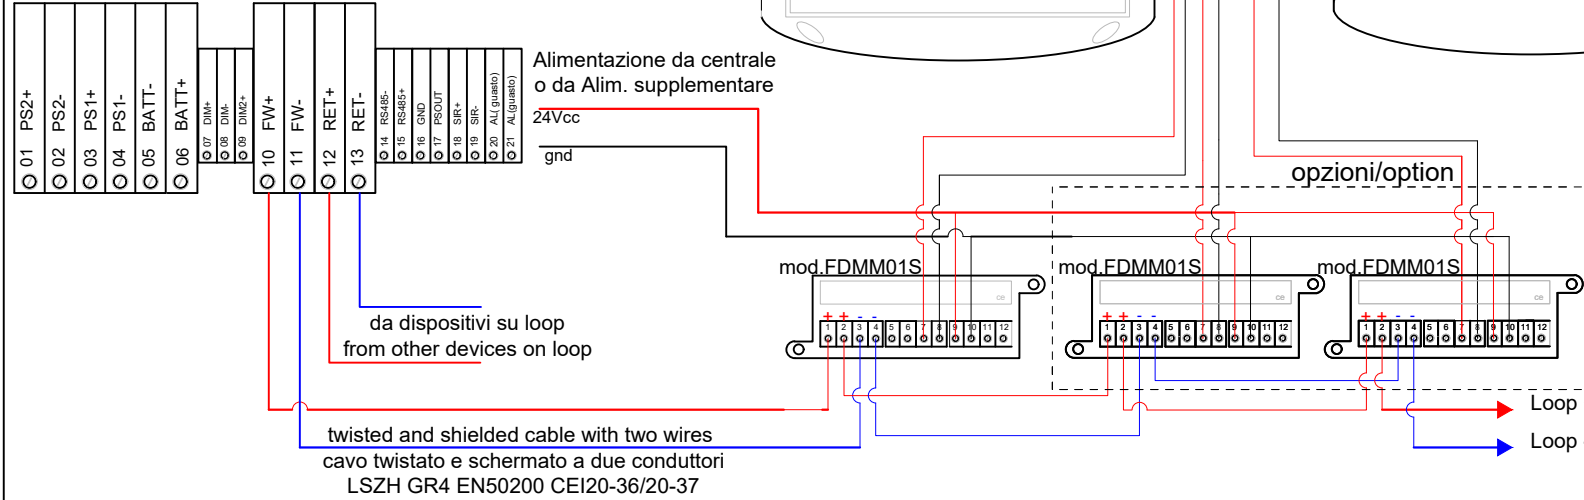 01 PS2+
02 PS2-
03 PS1+
04 PS1-
05 BATT-
06 BATT+
07 DIM+
08 DIM-
09 DIM2+
10 FW+
11 FW-
12 RET+
13 RET-
14 RS485-
15 RS485+
16 GND
17 PSOUT
18 SIR+
19 SIR-
20 AL( guasto)
21 AL(guasto)
Alimentazione da centrale
o da Alim. supplementare
24Vcc
gnd
opzioni/option
mod.FDMM01S
ce
+ + - -
1 2 3 4 5 6 7 8 9 10 11 12
mod.FDMM01S
ce
+ + - -
1 2 3 4 5 6 7 8 9 10 11 12
mod.FDMM01S
ce
+ + - -
1 2 3 4 5 6 7 8 9 10 11 12
da dispositivi su loop
from other devices on loop
Loop
Loop
twisted and shielded cable with two wires
cavo twistato e schermato a due conduttori
LSZH GR4 EN50200 CEI20-36/20-37